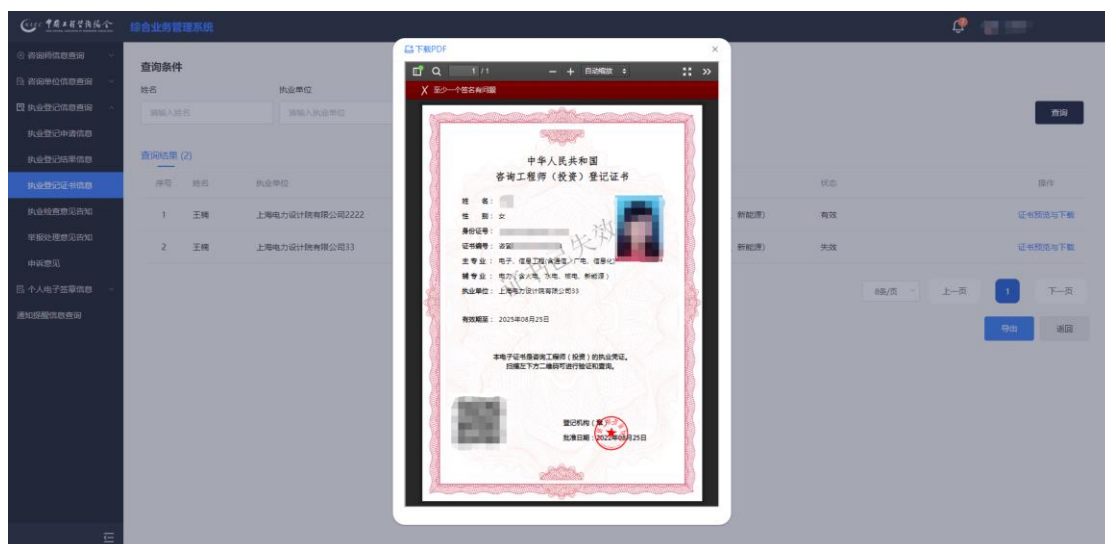 中国工程咨询协会
综合业务管理系统
咨询师信息查询
咨询单位信息查询
执业登记信息查询
执业登记申请信息
执业登记结果信息
执业登记证书信息
执业检查意见告知
举报处理意见告知
申诉意见
个人电子签章信息
通知提醒信息查询
查询条件
姓名
执业单位
请输入姓名
请输入执业单位
查询
查询结果 (2)
序号 姓名 执业单位 状态 操作
1 王楠 上海电力设计院有限公司2222 新能源) 有效 证书预览与下载
2 王楠 上海电力设计院有限公司33 新能源) 失效 证书预览与下载
8条/页 上一页 1 下一页
导出 返回
下载PDF ×
1 / 1 − + 自动缩放
X 至少一个签名有问题
中华人民共和国
咨询工程师（投资）登记证书
姓 名：
性 别：女
身份证号：
证书编号：咨登
主专业：电子、信息工程(含通信、广电、信息化)
辅专业：电力（含火电、水电、核电、新能源）
执业单位：上海电力设计院有限公司33
有效期至：2025年08月25日
证书已失效
本电子证书是咨询工程师（投资）的执业凭证。
扫描左下方二维码可进行验证和查询。
登记机构（章）
批准日期：2022年08月25日